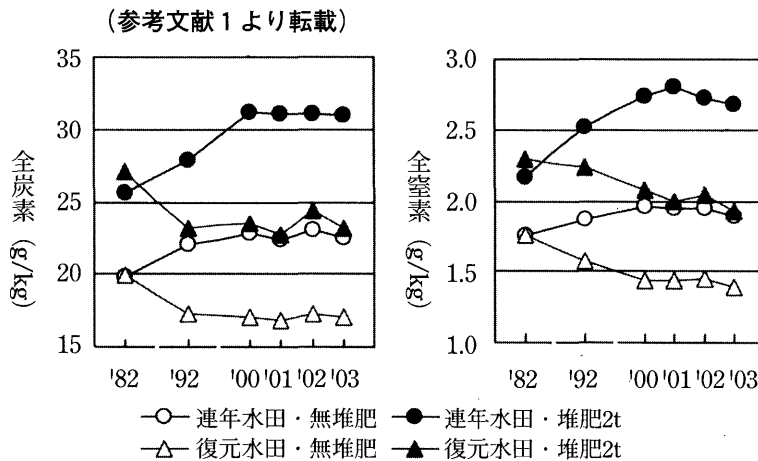 (参考文献1より転載)
35
30
25
20
15
全炭素 (g/kg)
'82 '92 '00 '01 '02 '03
3.0
2.5
2.0
1.5
1.0
全窒素 (g/kg)
'82 '92 '00 '01 '02 '03
連年水田・無堆肥 連年水田・堆肥2t
復元水田・無堆肥 復元水田・堆肥2t